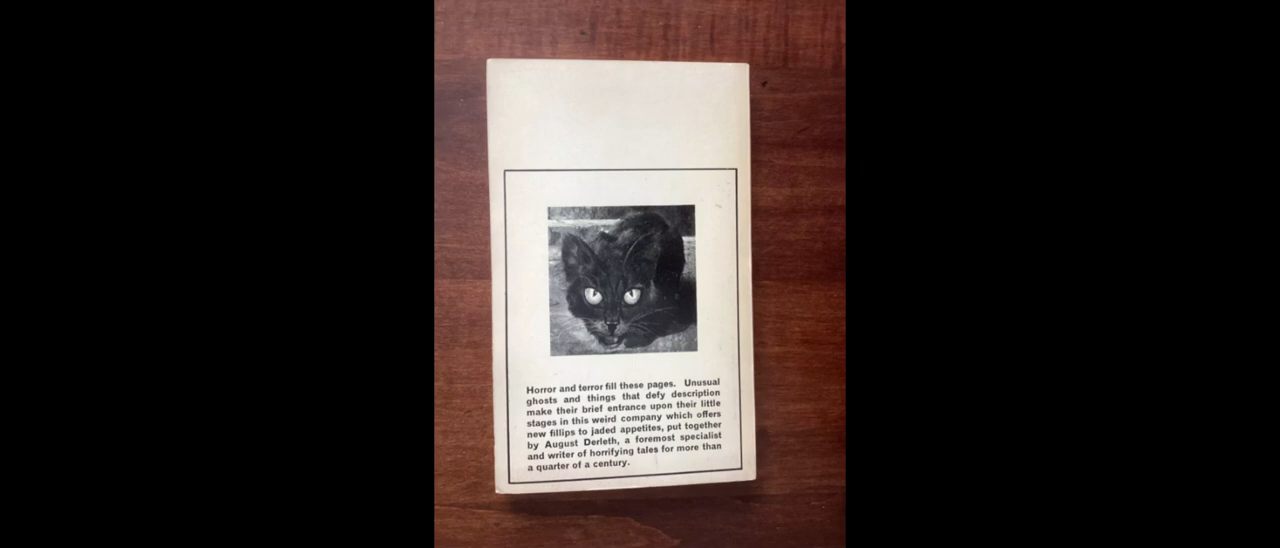 Horror and terror fill these pages. Unusual
ghosts and things that defy description
make their brief entrance upon their little
stages in this weird company which offers
new fillips to jaded appetites, put together
by August Derleth, a foremost specialist
and writer of horrifying tales for more than
a quarter of a century.